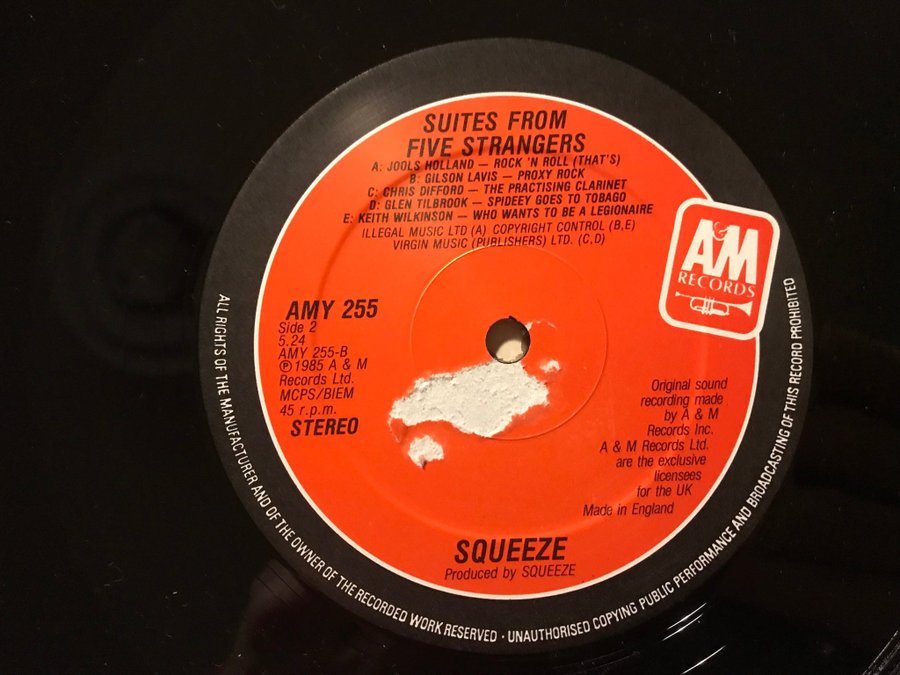 SUITES FROM
FIVE STRANGERS
A: JOOLS HOLLAND — ROCK 'N ROLL (THAT'S)
B: GILSON LAVIS — PROXY ROCK
C: CHRIS DIFFORD — THE PRACTISING CLARINET
D: GLEN TILBROOK — SPIDEEY GOES TO TOBAGO
E: KEITH WILKINSON — WHO WANTS TO BE A LEGIONAIRE
ILLEGAL MUSIC LTD (A) COPYRIGHT CONTROL (B,E)
VIRGIN MUSIC (PUBLISHERS) LTD. (C,D)
A&M
RECORDS
AMY 255
Side 2
5.24
AMY 255-B
℗ 1985 A & M
Records Ltd.
MCPS/BIEM
45 r.p.m.
STEREO
Original sound
recording made
by A & M
Records Inc.
A & M Records Ltd.
are the exclusive
licensees
for the UK
Made in England
SQUEEZE
Produced by SQUEEZE
ALL RIGHTS OF THE MANUFACTURER AND OF THE OWNER OF THE RECORDED WORK RESERVED · UNAUTHORISED COPYING PUBLIC PERFORMANCE AND BROADCASTING OF THIS RECORD PROHIBITED